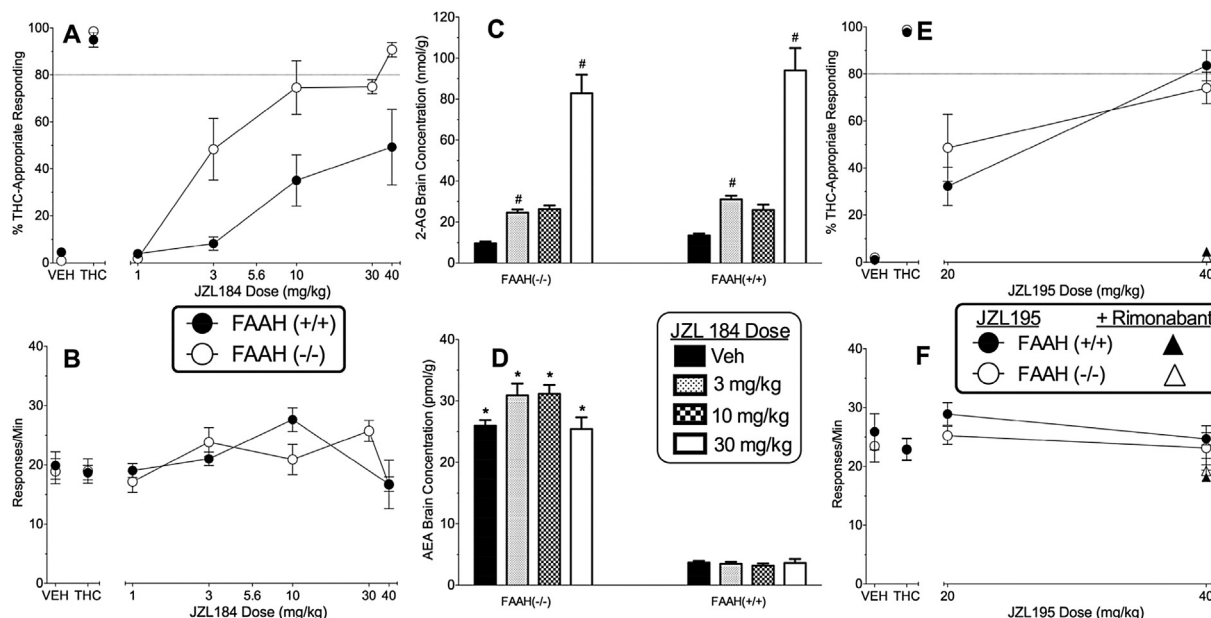 A
% THC-Appropriate Responding
100
80
60
40
20
0
VEH THC
1
3
5.6
10
30 40
JZL184 Dose (mg/kg)
FAAH (+/+)
FAAH (-/-)
B
Responses/Min
40
30
20
10
0
VEH THC
1
3
5.6
10
30 40
JZL184 Dose (mg/kg)
C
2-AG Brain Concentration (nmol/g)
120
100
80
60
40
20
0
# # # #
FAAH(-/-)
FAAH(+/+)
D
AEA Brain Concentration (pmol/g)
40
30
20
10
0
* * * *
FAAH(-/-)
FAAH(+/+)
JZL 184 Dose
Veh
3 mg/kg
10 mg/kg
30 mg/kg
E
% THC-Appropriate Responding
100
80
60
40
20
0
VEH THC
20
40
JZL195 Dose (mg/kg)
JZL195 + Rimonabant
FAAH (+/+)
FAAH (-/-)
F
Responses/Min
40
30
20
10
0
VEH THC
20
40
JZL195 Dose (mg/kg)